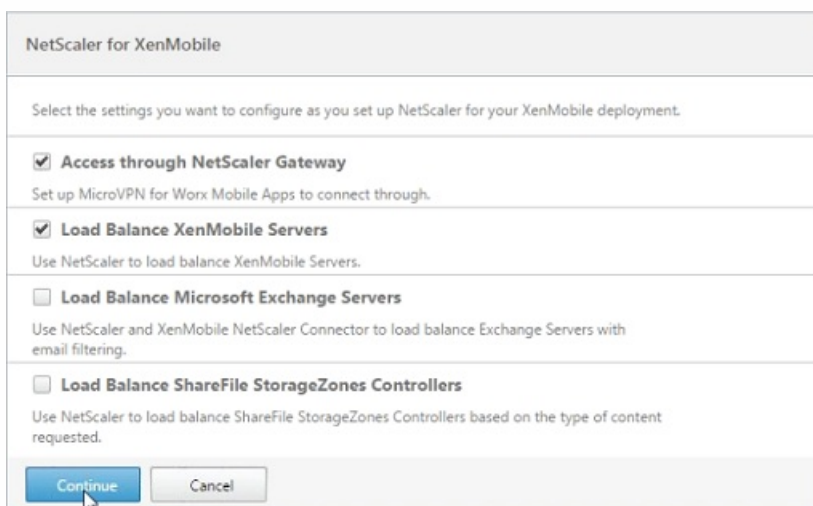 NetScaler for XenMobile
Select the settings you want to configure as you set up NetScaler for your XenMobile deployment.
Access through NetScaler Gateway
Set up MicroVPN for Worx Mobile Apps to connect through.
Load Balance XenMobile Servers
Use NetScaler to load balance XenMobile Servers.
Load Balance Microsoft Exchange Servers
Use NetScaler and XenMobile NetScaler Connector to load balance Exchange Servers with
email filtering.
Load Balance ShareFile StorageZones Controllers
Use NetScaler to load balance ShareFile StorageZones Controllers based on the type of content
requested.
Continue Cancel